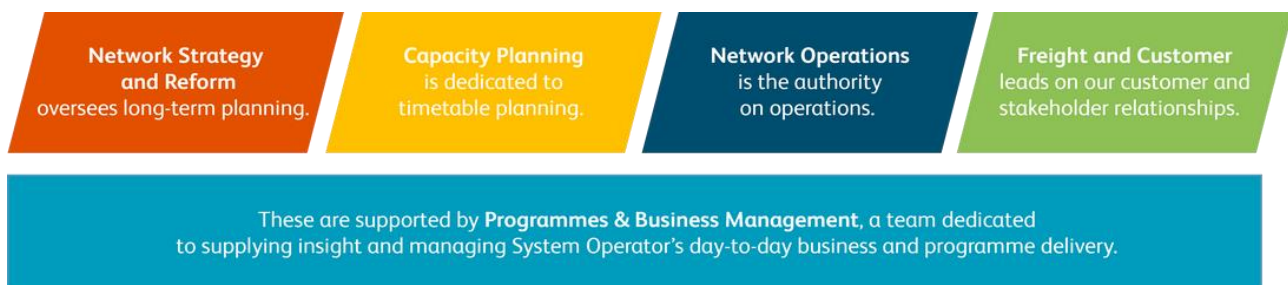 Network Strategy
and Reform
oversees long-term planning.
Capacity Planning
is dedicated to
timetable planning.
Network Operations
is the authority
on operations.
Freight and Customer
leads on our customer and
stakeholder relationships.
These are supported by Programmes & Business Management, a team dedicated
to supplying insight and managing System Operator's day-to-day business and programme delivery.